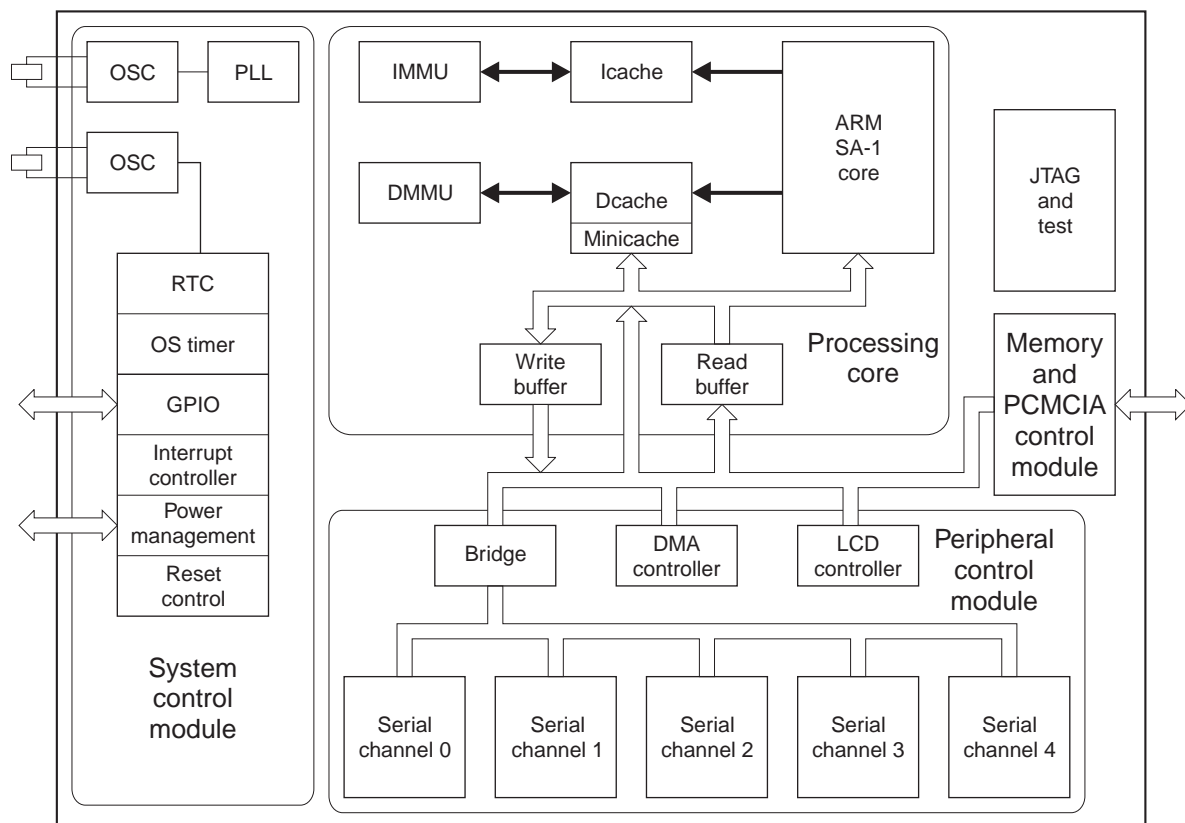 OSC
PLL
OSC
RTC
OS timer
GPIO
Interrupt
controller
Power
management
Reset
control
System
control
module
IMMU
Icache
ARM
SA-1
core
DMMU
Dcache
Minicache
Write
buffer
Read
buffer
Processing
core
JTAG
and
test
Memory
and
PCMCIA
control
module
Bridge
DMA
controller
LCD
controller
Peripheral
control
module
Serial
channel 0
Serial
channel 1
Serial
channel 2
Serial
channel 3
Serial
channel 4